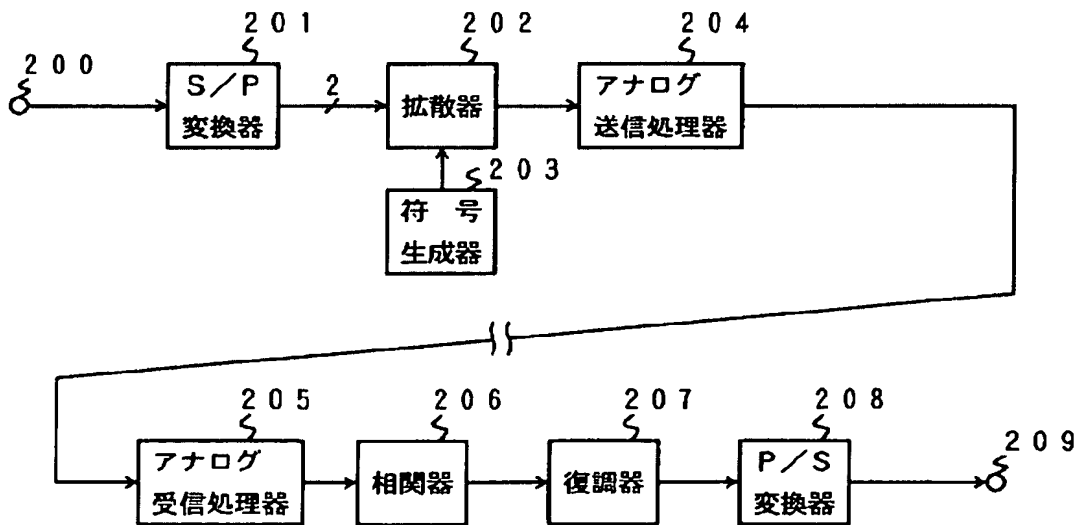 201
202
204
200
S/P
変換器
2
拡散器
アナログ
送信処理器
203
符 号
生成器
205
206
207
208
209
アナログ
受信処理器
相関器
復調器
P/S
変換器